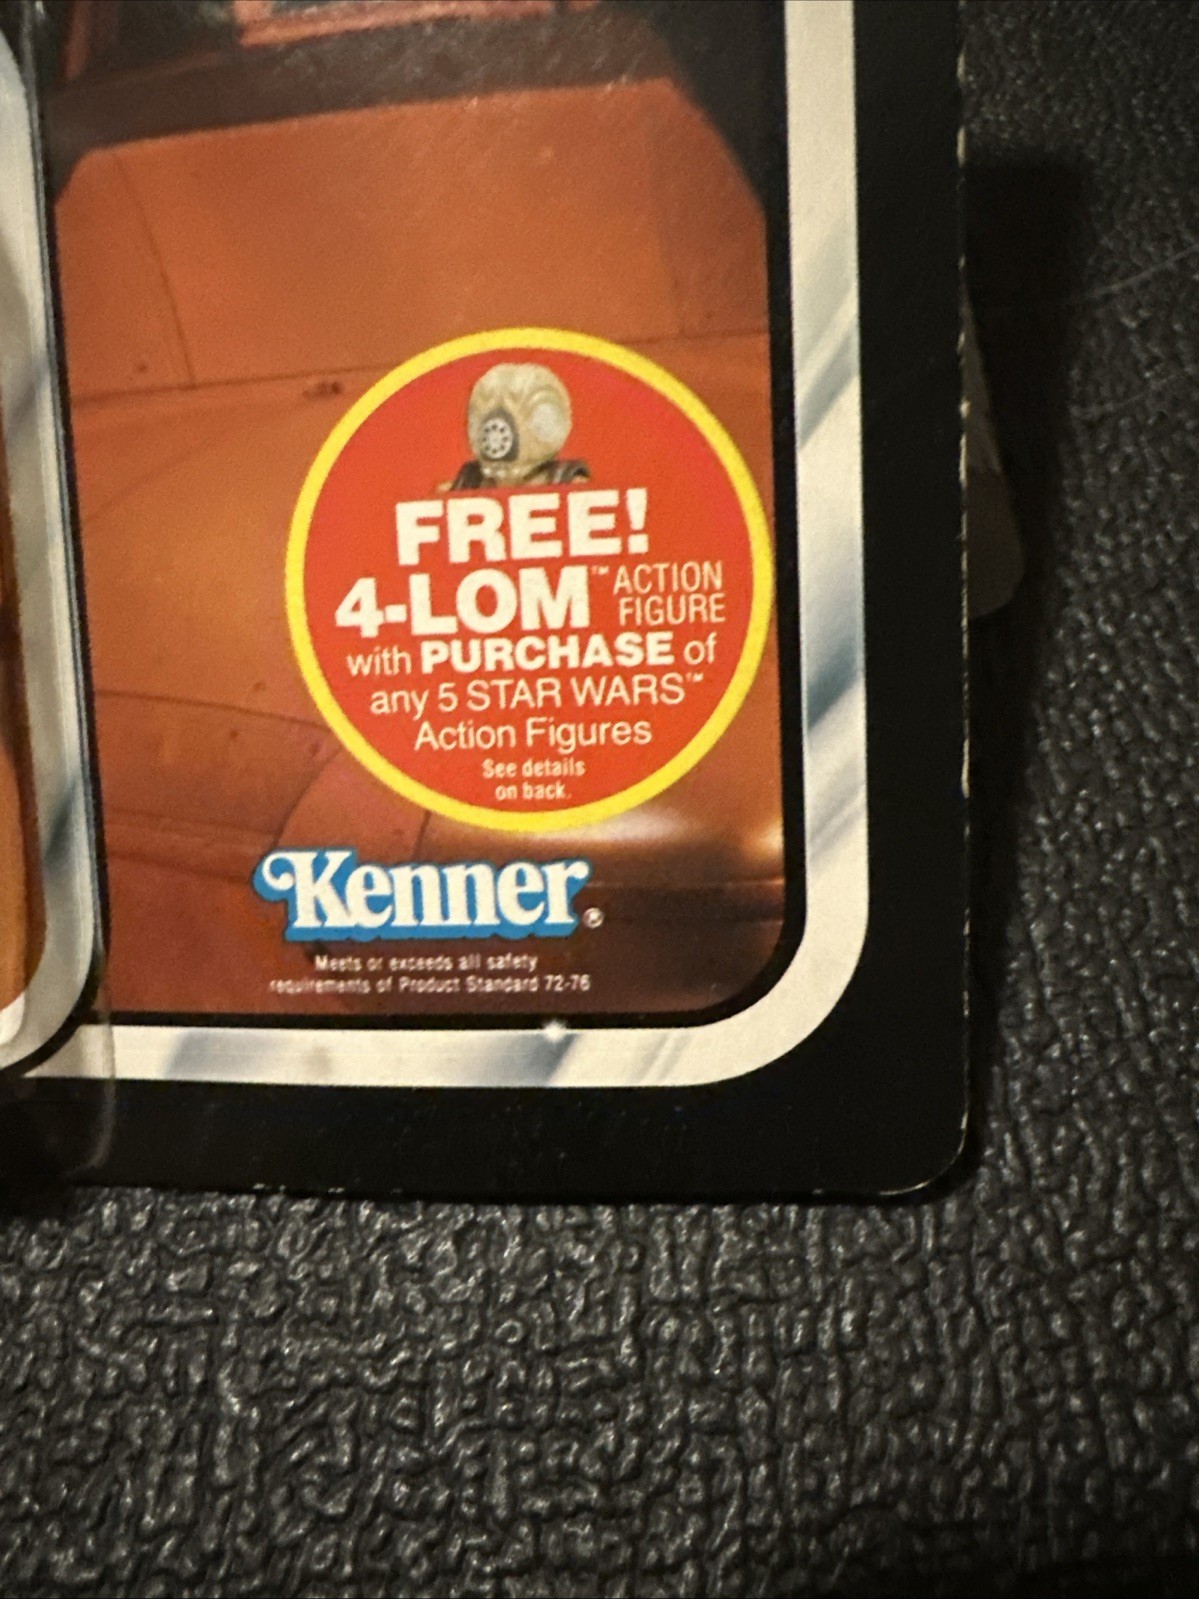 FREE!
4-LOM™ ACTION FIGURE
with PURCHASE of
any 5 STAR WARS™
Action Figures
See details
on back.
Kenner®
Meets or exceeds all safety
requirements of Product Standard 72-76